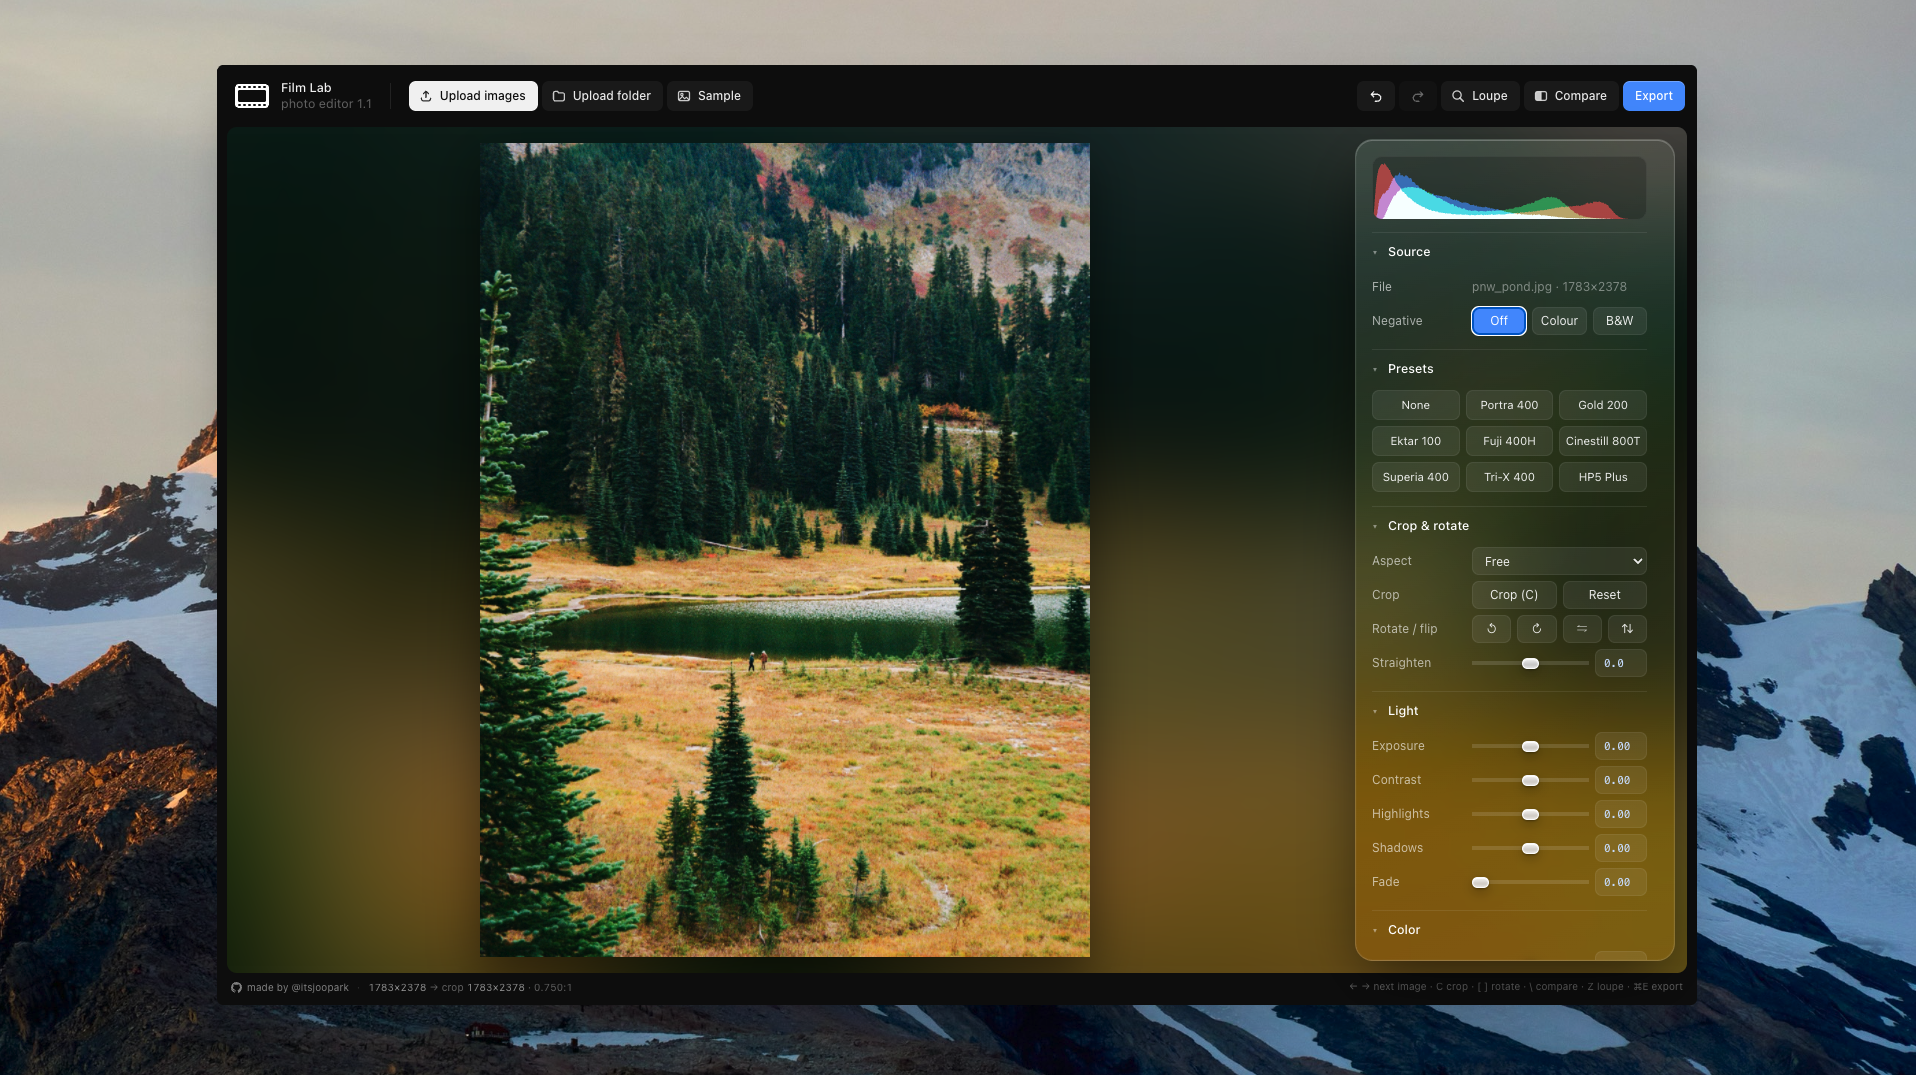 Film Lab
photo editor 1.1
Upload images
Upload folder
Sample
Loupe
Compare
Export
Source
File
pnw_pond.jpg · 1783×2378
Negative
Off
Colour
B&W
Presets
None
Portra 400
Gold 200
Ektar 100
Fuji 400H
Cinestill 800T
Superia 400
Tri-X 400
HP5 Plus
Crop & rotate
Aspect
Free
Crop
Crop (C)
Reset
Rotate / flip
Straighten
0.0
Light
Exposure
0.00
Contrast
0.00
Highlights
0.00
Shadows
0.00
Fade
0.00
Color
made by @itsjoopark · 1783×2378 → crop 1783×2378 · 0.750:1
← → next image · C crop · [ ] rotate · \ compare · Z loupe · ⌘E export